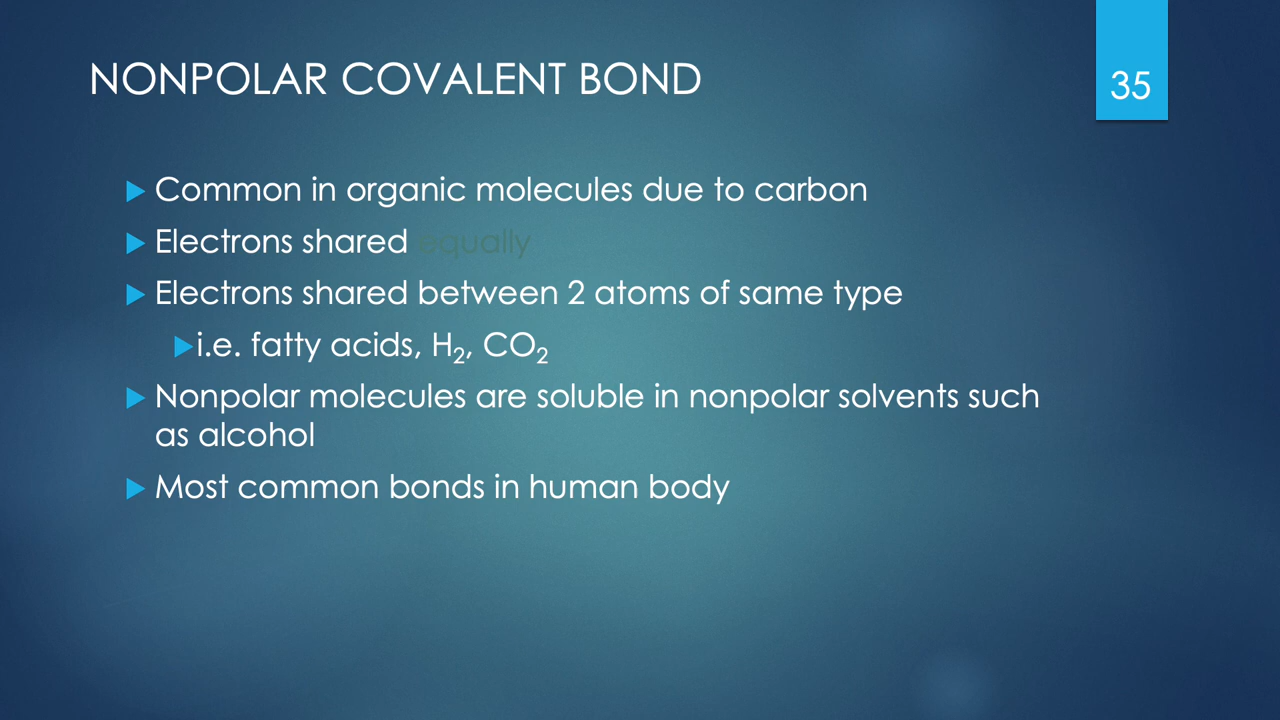 NONPOLAR COVALENT BOND
35
Common in organic molecules due to carbon
Electrons shared equally
Electrons shared between 2 atoms of same type
i.e. fatty acids, H₂, CO₂
Nonpolar molecules are soluble in nonpolar solvents such
as alcohol
Most common bonds in human body